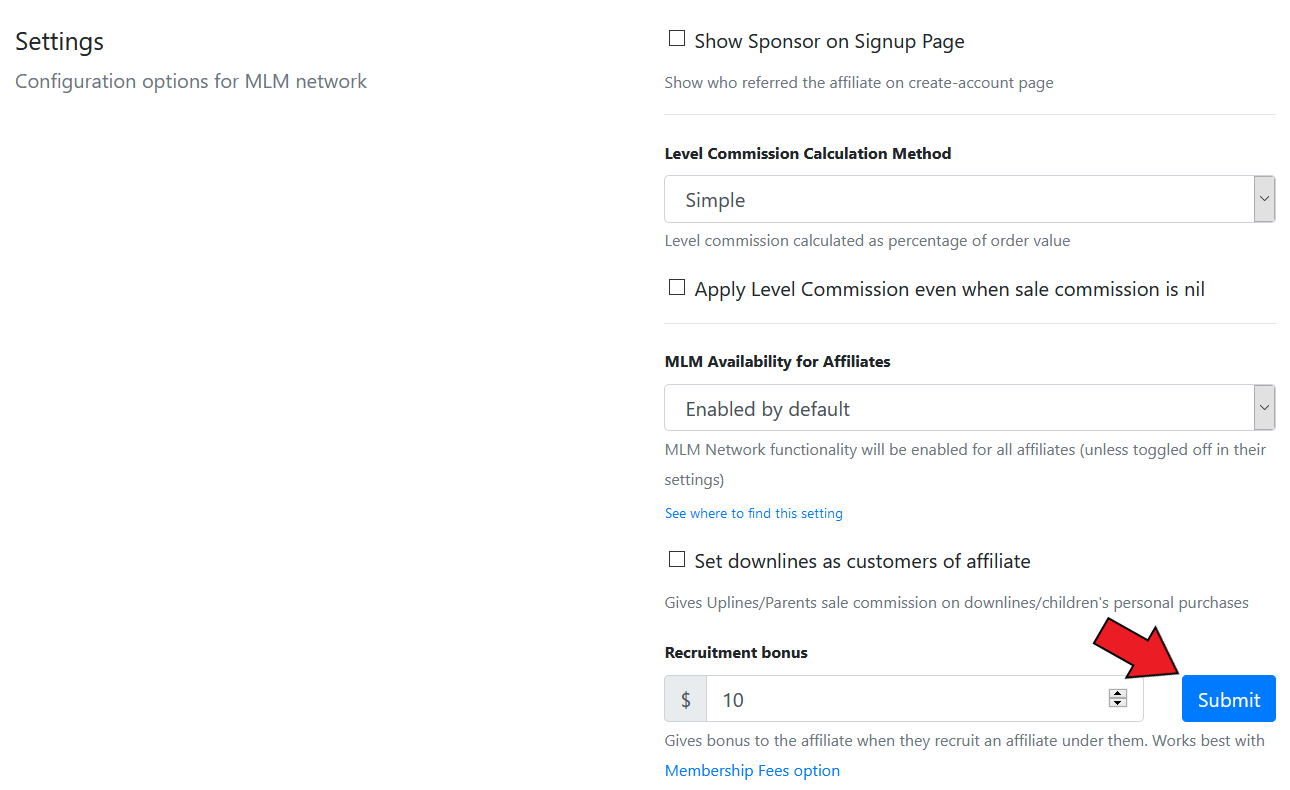 Settings
Configuration options for MLM network
Show Sponsor on Signup Page
Show who referred the affiliate on create-account page
Level Commission Calculation Method
Simple
Level commission calculated as percentage of order value
Apply Level Commission even when sale commission is nil
MLM Availability for Affiliates
Enabled by default
MLM Network functionality will be enabled for all affiliates (unless toggled off in their
settings)
See where to find this setting
Set downlines as customers of affiliate
Gives Uplines/Parents sale commission on downlines/children's personal purchases
Recruitment bonus
$ 10 Submit
Gives bonus to the affiliate when they recruit an affiliate under them. Works best with
Membership Fees option